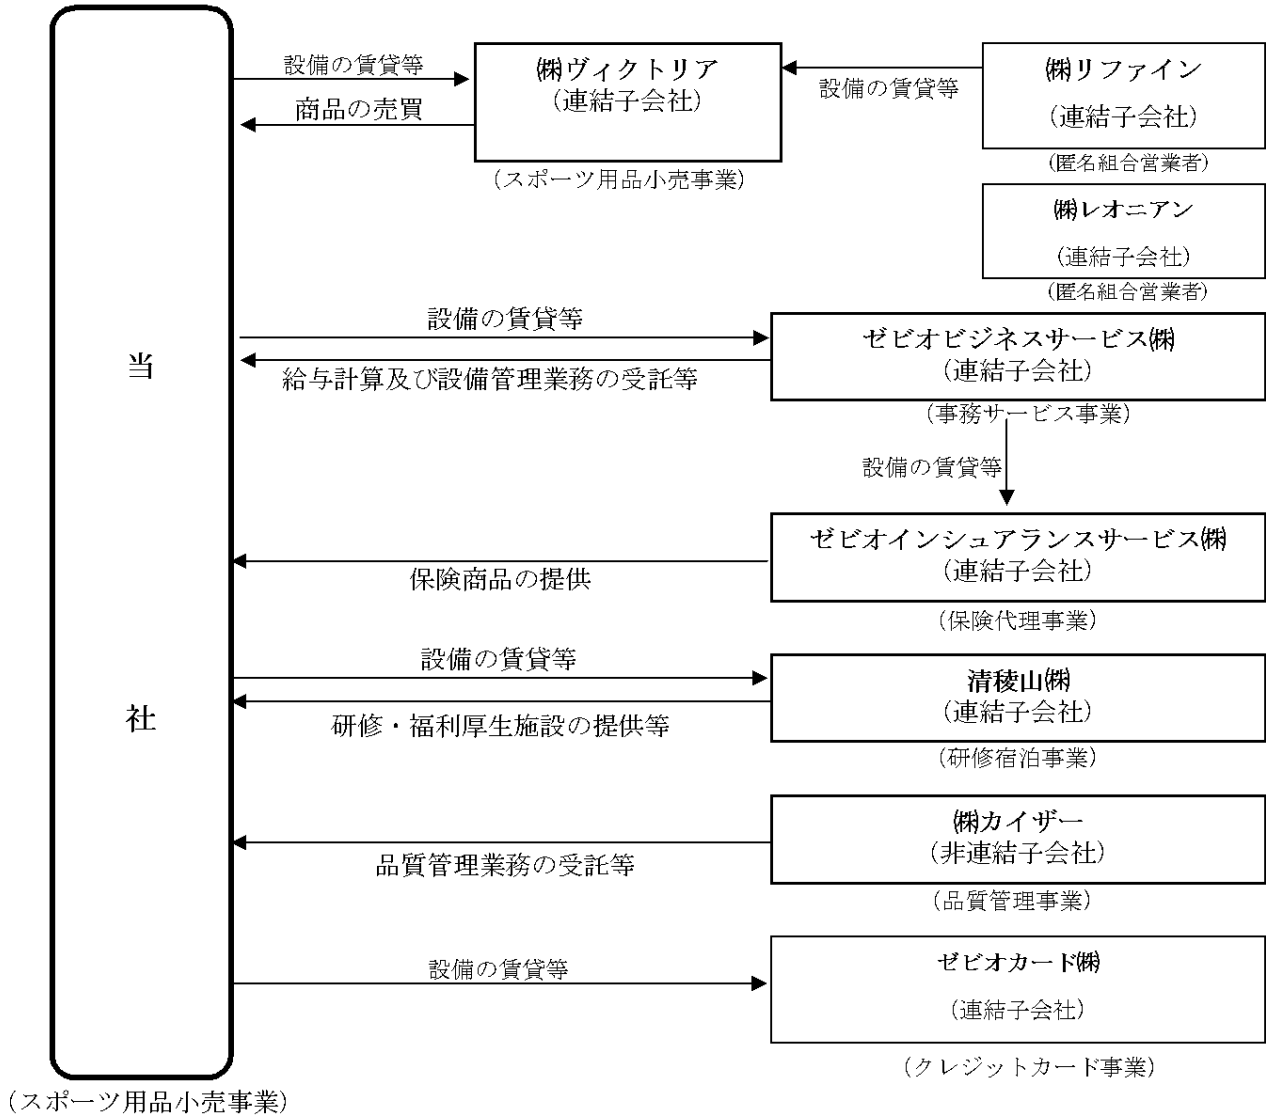 設備の賃貸等
商品の売買
㈱ヴィクトリア
（連結子会社）
（スポーツ用品小売事業）
設備の賃貸等
㈱リファイン
（連結子会社）
（匿名組合営業者）
㈱レオニアン
（連結子会社）
（匿名組合営業者）
当
社
（スポーツ用品小売事業）
設備の賃貸等
給与計算及び設備管理業務の受託等
ゼビオビジネスサービス㈱
（連結子会社）
（事務サービス事業）
設備の賃貸等
ゼビオインシュアランスサービス㈱
（連結子会社）
（保険代理事業）
保険商品の提供
設備の賃貸等
研修・福利厚生施設の提供等
清稜山㈱
（連結子会社）
（研修宿泊事業）
㈱カイザー
（非連結子会社）
（品質管理事業）
品質管理業務の受託等
設備の賃貸等
ゼビオカード㈱
（連結子会社）
（クレジットカード事業）